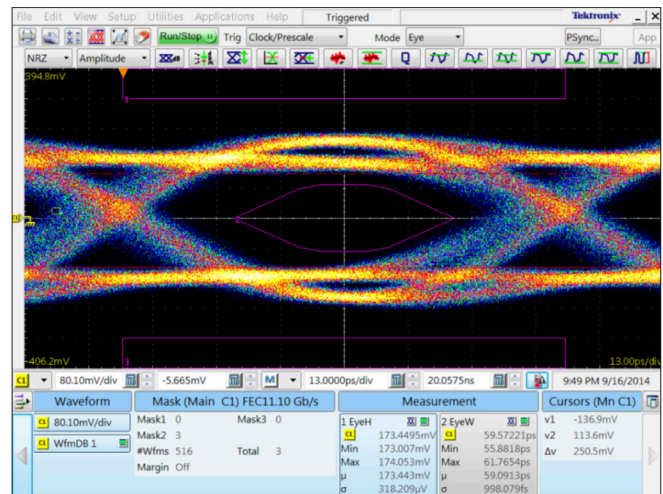 File Edit View Setup Utilities Applications Help Triggered Tektronix
Run/Stop Trig Clock/Prescale Mode Eye PSync... App
NRZ Amplitude
394.8mV
1
C1
2
3
-406.2mV 13.00ps/div
C1 80.10mV/div -5.665mV M 13.0000ps/div 20.0575ns 9:49 PM 9/16/2014
Waveform Mask (Main C1) FEC11.10 Gb/s Measurement Cursors (Mn C1)
C1 80.10mV/div Mask1 0 Mask3 0 1 EyeH 2 EyeW v1 -136.9mV
C1 WfmDB 1 Mask2 3 C1 173.4495mV C1 59.57221ps v2 113.6mV
#Wfms 516 Total 3 Min 173.007mV Min 55.8818ps Δv 250.5mV
Margin Off Max 174.053mV Max 61.7654ps
μ 173.443mV μ 59.0913ps
σ 318.209μV σ 998.079fs